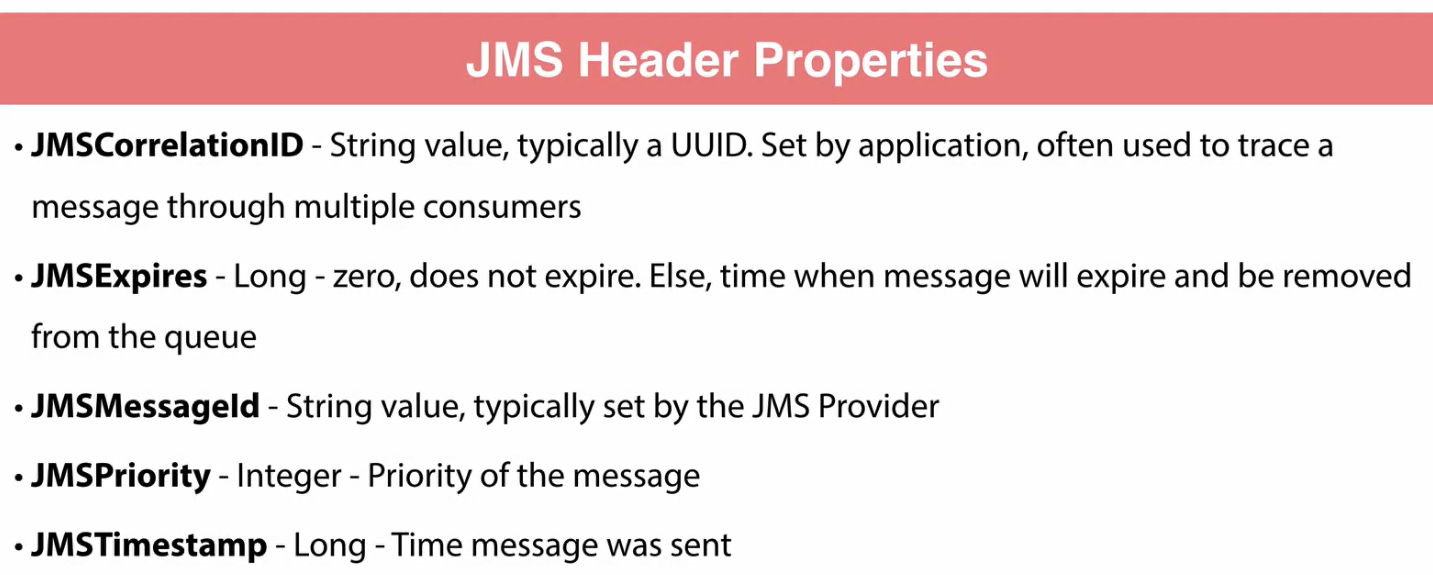 JMS Header Properties
• JMSCorrelationID - String value, typically a UUID. Set by application, often used to trace a
message through multiple consumers
• JMSExpires - Long - zero, does not expire. Else, time when message will expire and be removed
from the queue
• JMSMessageId - String value, typically set by the JMS Provider
• JMSPriority - Integer - Priority of the message
• JMSTimestamp - Long - Time message was sent